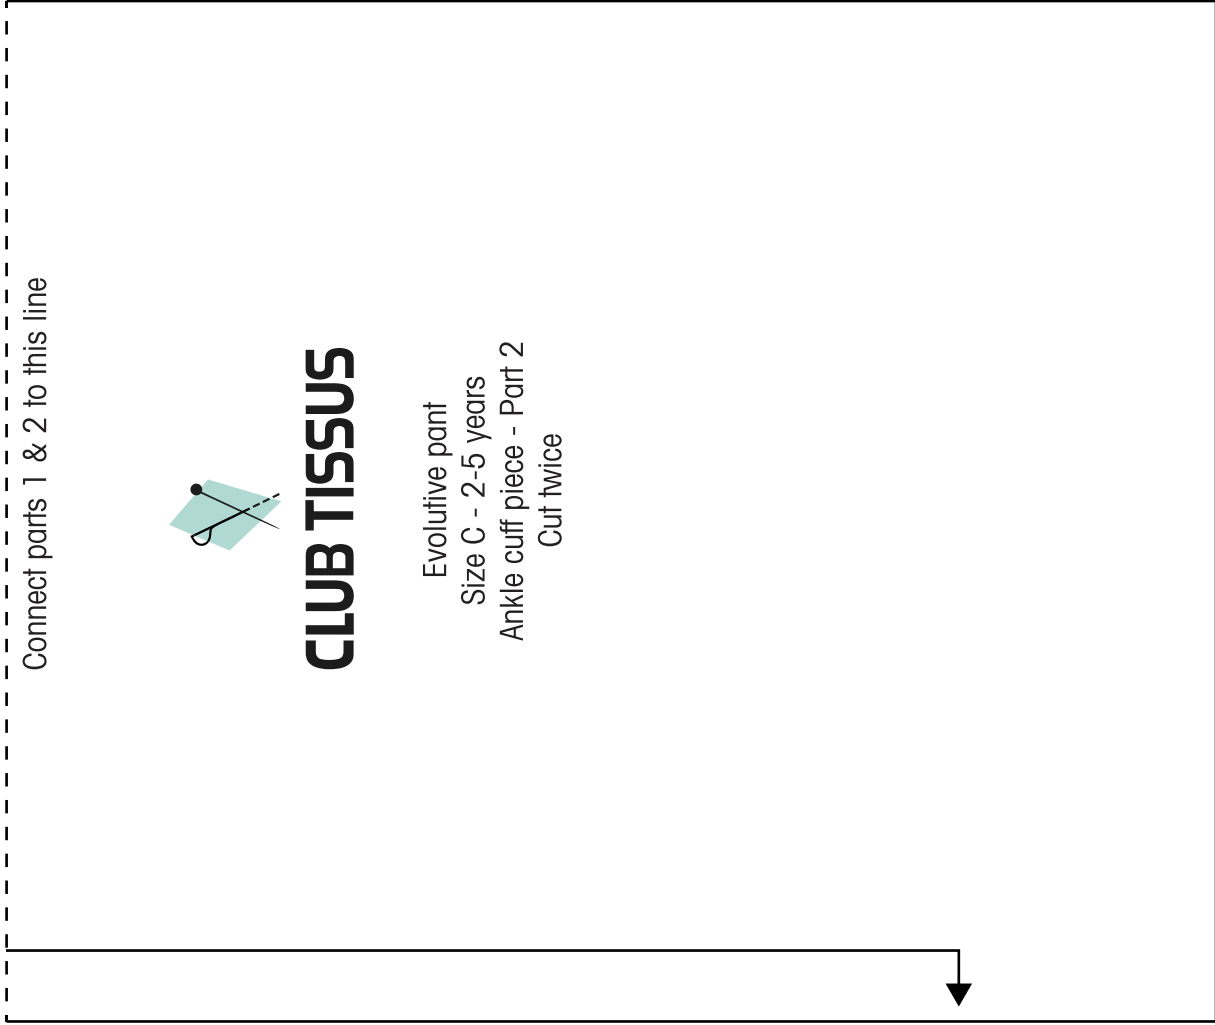 Connect parts 1 & 2 to this line
CLUB TISSUS
Evolutive pant
Size C - 2-5 years
Ankle cuff piece - Part 2
Cut twice